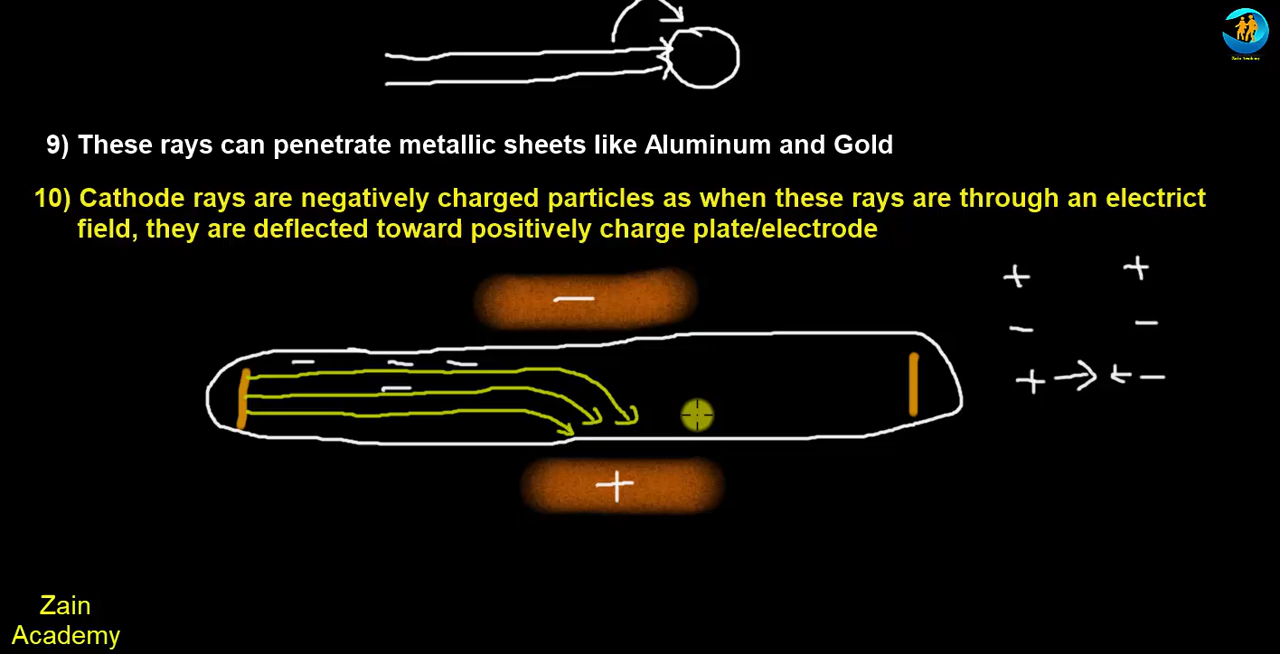 9) These rays can penetrate metallic sheets like Aluminum and Gold
10) Cathode rays are negatively charged particles as when these rays are through an electrict
field, they are deflected toward positively charge plate/electrode
+ +
−
− −
+ → ← −
− − −
−
+
Zain
Academy